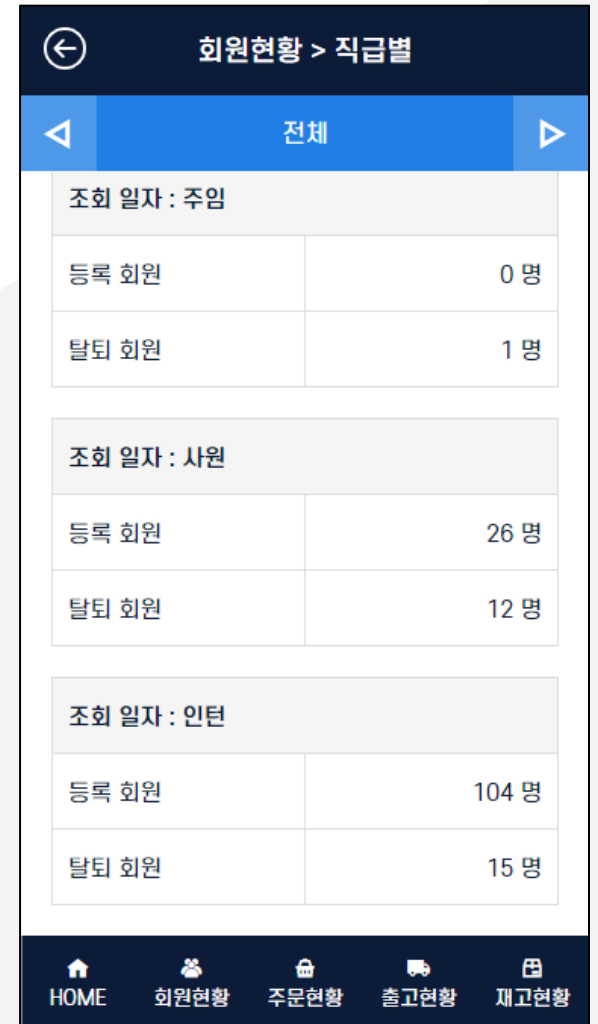 회원현황 > 직급별
전체
조회 일자 : 주임
등록 회원 0 명
탈퇴 회원 1 명
조회 일자 : 사원
등록 회원 26 명
탈퇴 회원 12 명
조회 일자 : 인턴
등록 회원 104 명
탈퇴 회원 15 명
HOME 회원현황 주문현황 출고현황 재고현황